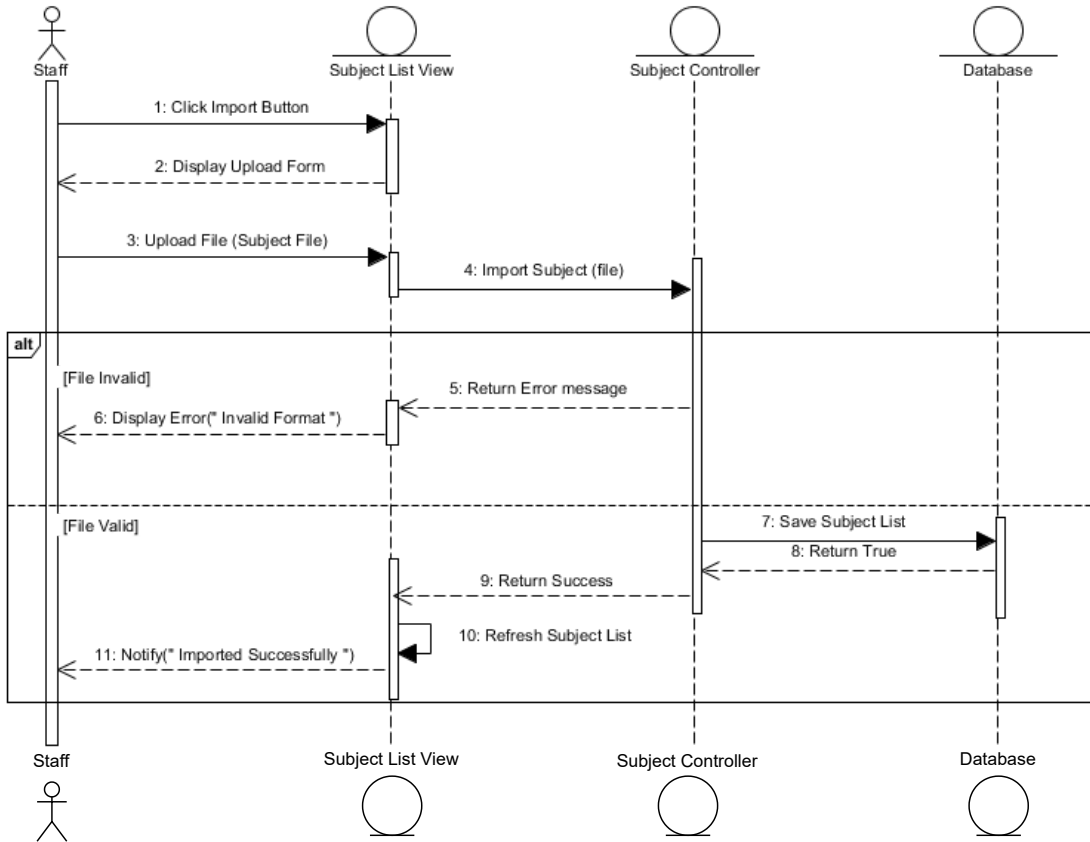 Staff
Subject List View
Subject Controller
Database
1: Click Import Button
2: Display Upload Form
3: Upload File (Subject File)
4: Import Subject (file)
alt
[File Invalid]
5: Return Error message
6: Display Error(" Invalid Format ")
[File Valid]
7: Save Subject List
8: Return True
9: Return Success
10: Refresh Subject List
11: Notify(" Imported Successfully ")
Staff
Subject List View
Subject Controller
Database